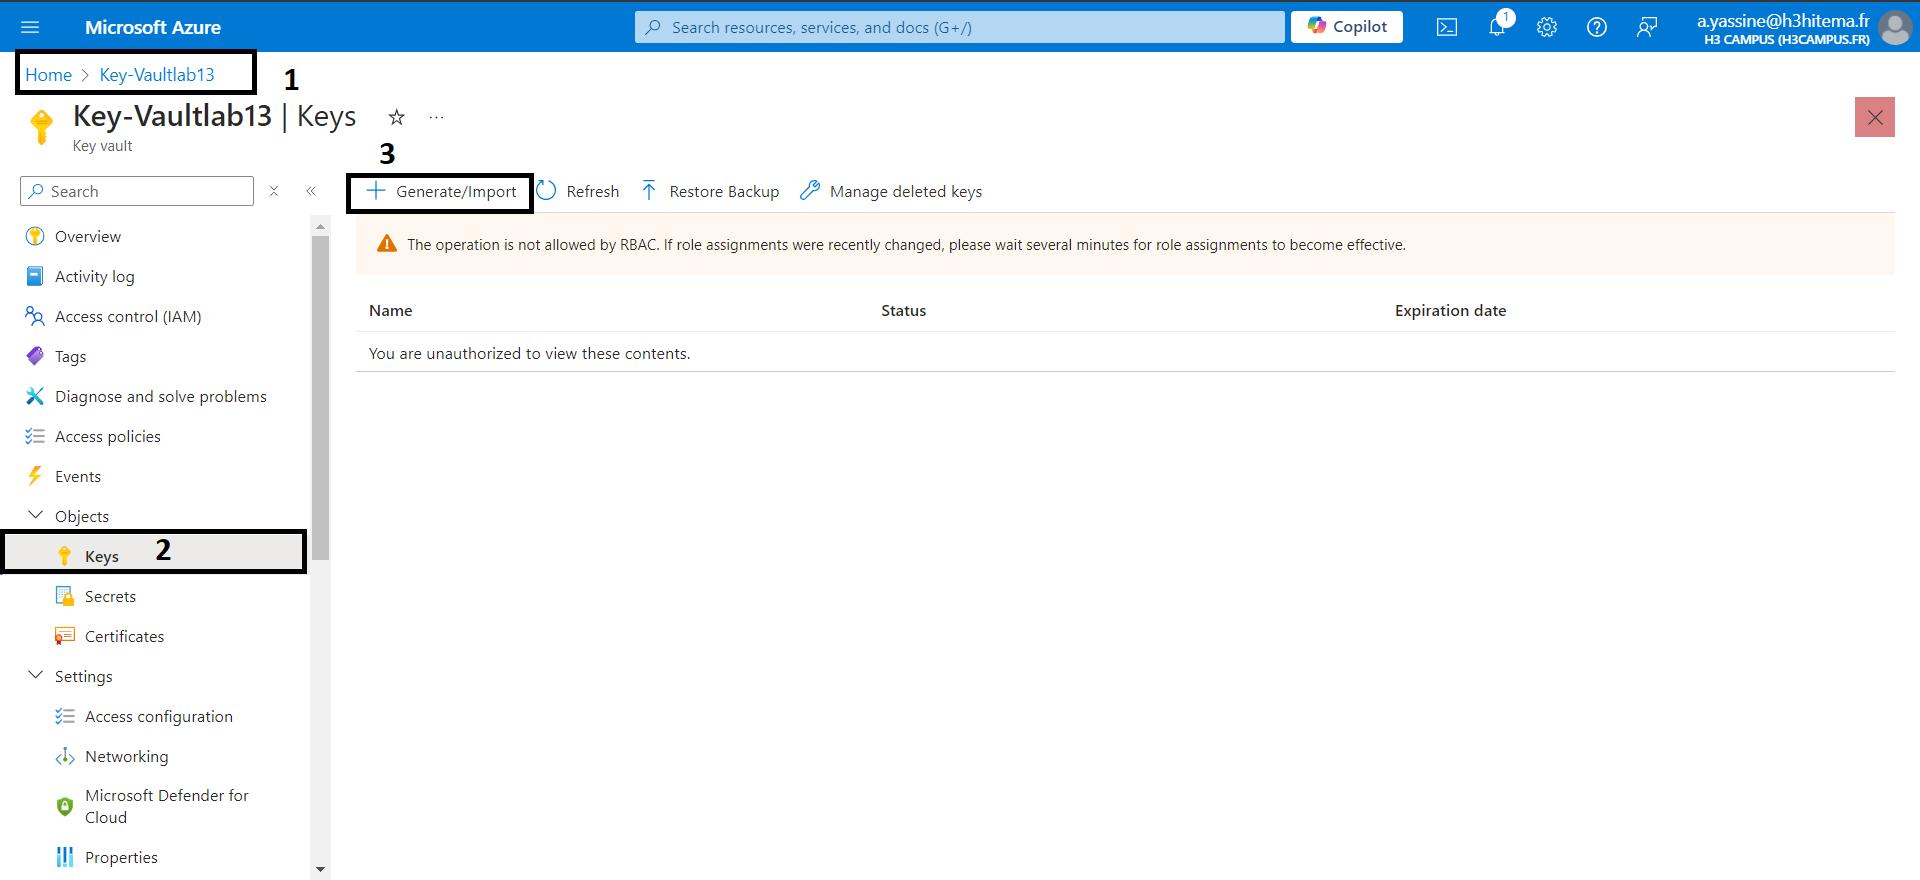 Microsoft Azure
Search resources, services, and docs (G+/)
Copilot
1
a.yassine@h3hitema.fr
H3 CAMPUS (H3CAMPUS.FR)
Home > Key-Vaultlab13
1
Key-Vaultlab13 | Keys
Key vault
3
Search
Generate/Import
Refresh
Restore Backup
Manage deleted keys
Overview
Activity log
Access control (IAM)
Tags
Diagnose and solve problems
Access policies
Events
Objects
Keys
2
Secrets
Certificates
Settings
Access configuration
Networking
Microsoft Defender for
Cloud
Properties
The operation is not allowed by RBAC. If role assignments were recently changed, please wait several minutes for role assignments to become effective.
Name Status Expiration date
You are unauthorized to view these contents.